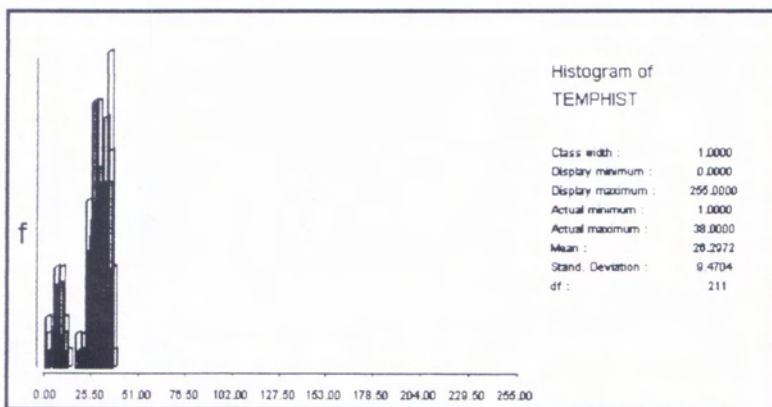 Histogram of
TEMPHIST
Class width : 1.0000
Display minimum : 0.0000
Display maximum : 255.0000
Actual minimum : 1.0000
Actual maximum : 38.0000
Mean : 26.2972
Stand. Deviation : 9.4704
df : 211
f
0.00 25.50 51.00 76.50 102.00 127.50 153.00 178.50 204.00 229.50 255.00